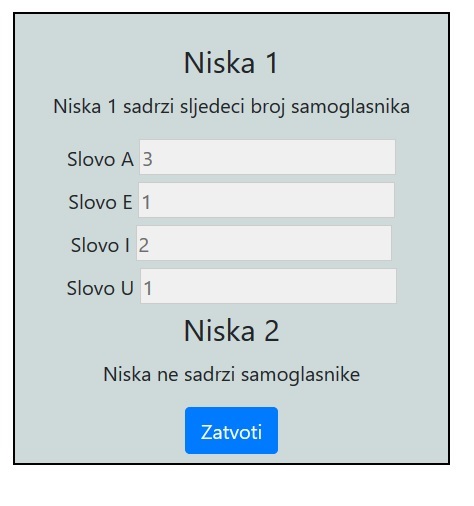 Niska 1
Niska 1 sadrzi sljedeci broj samoglasnika
Slovo A 3
Slovo E 1
Slovo I 2
Slovo U 1
Niska 2
Niska ne sadrzi samoglasnike
Zatvoti